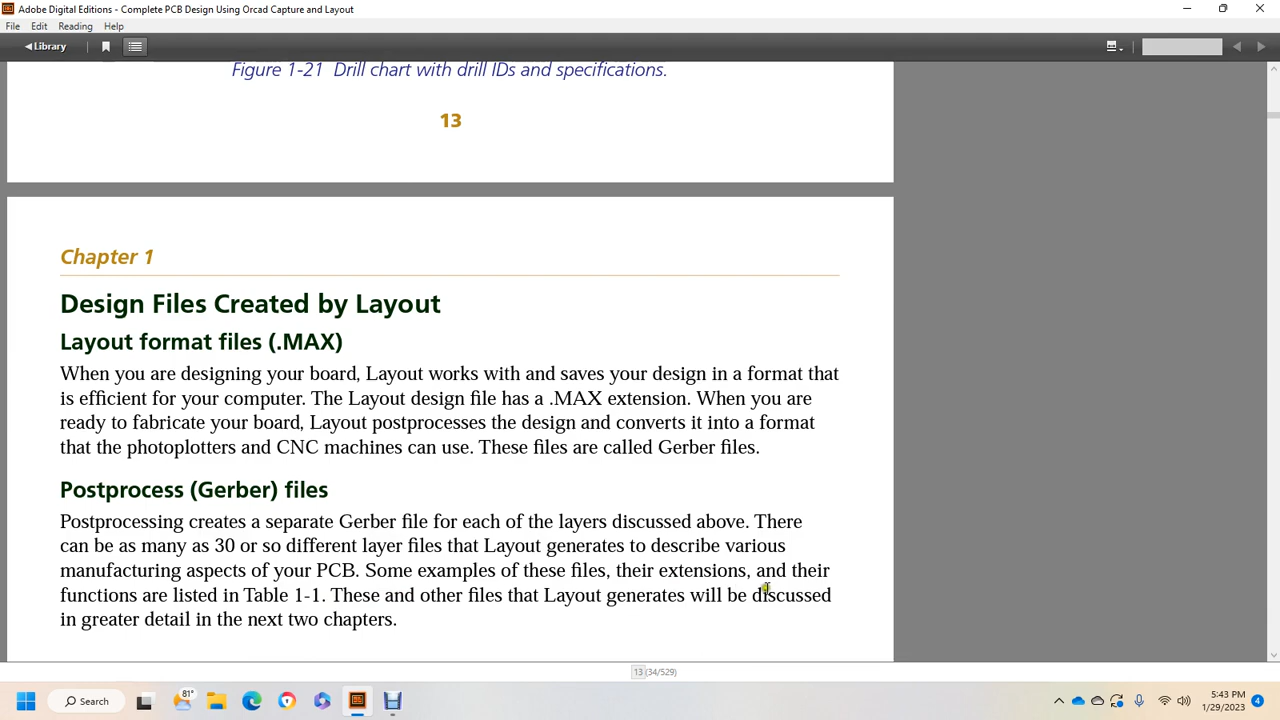 Adobe Digital Editions - Complete PCB Design Using Orcad Capture and Layout
File Edit Reading Help
Library
Figure 1-21 Drill chart with drill IDs and specifications.
13
Chapter 1
Design Files Created by Layout
Layout format files (.MAX)
When you are designing your board, Layout works with and saves your design in a format that
is efficient for your computer. The Layout design file has a .MAX extension. When you are
ready to fabricate your board, Layout postprocesses the design and converts it into a format
that the photoplotters and CNC machines can use. These files are called Gerber files.
Postprocess (Gerber) files
Postprocessing creates a separate Gerber file for each of the layers discussed above. There
can be as many as 30 or so different layer files that Layout generates to describe various
manufacturing aspects of your PCB. Some examples of these files, their extensions, and their
functions are listed in Table 1-1. These and other files that Layout generates will be discussed
in greater detail in the next two chapters.
13 (34/529)
81°
Search
5:43 PM
1/29/2023
4